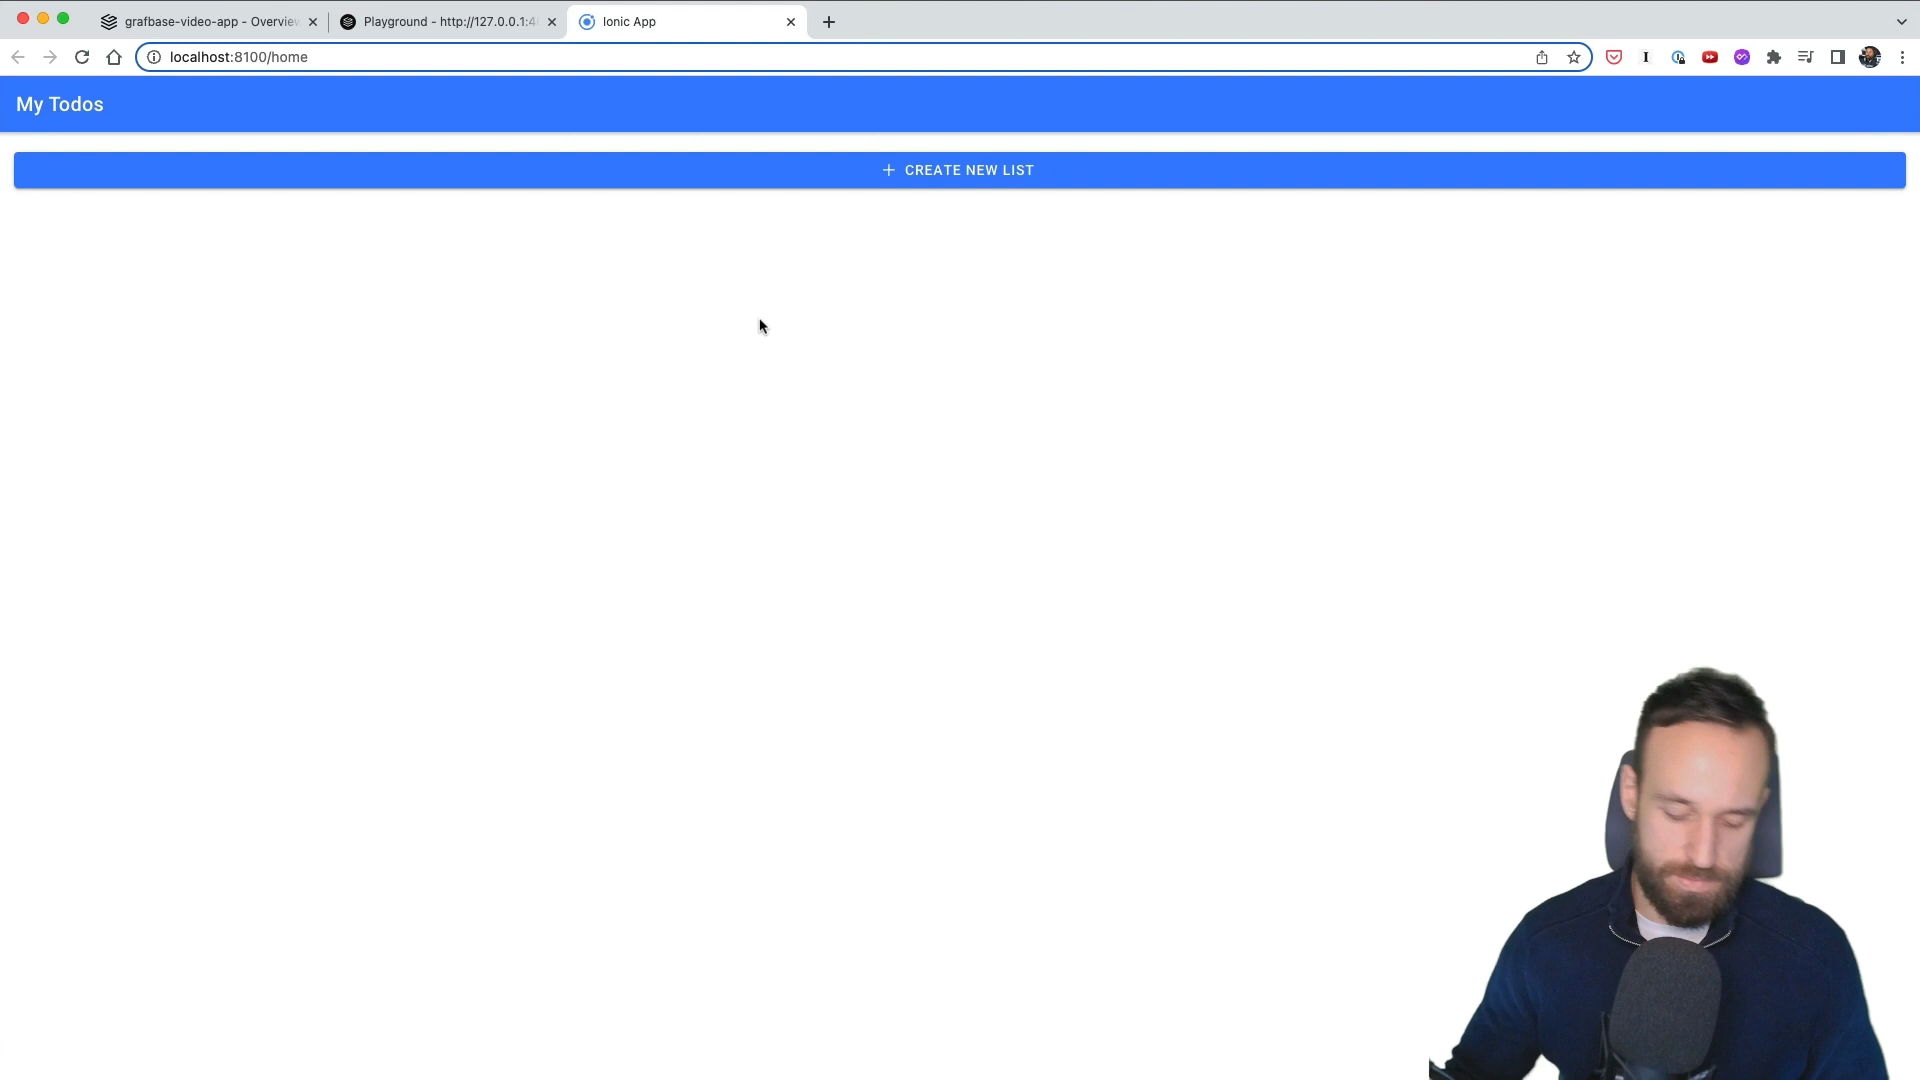 grafbase-video-app - Overview
Playground - http://127.0.0.1:4
Ionic App
localhost:8100/home
My Todos
CREATE NEW LIST